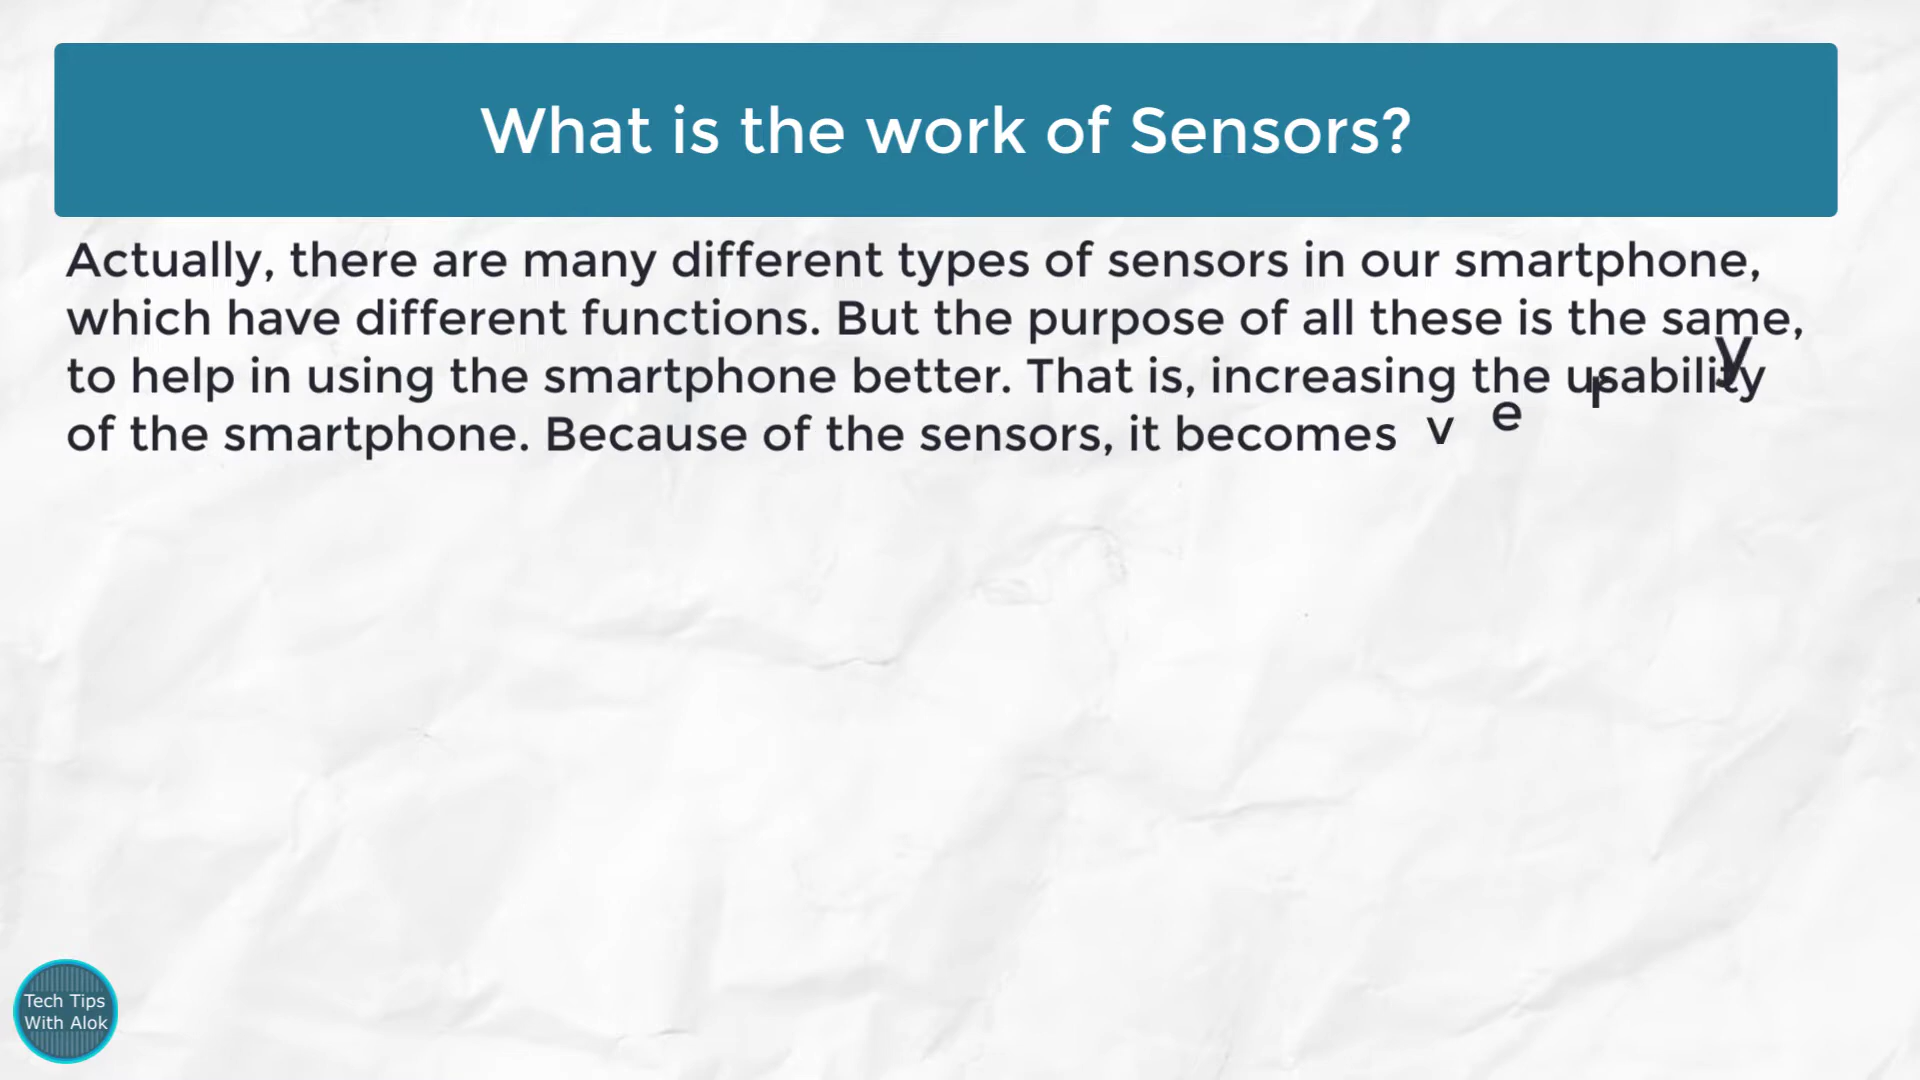 What is the work of Sensors?
Actually, there are many different types of sensors in our smartphone,
which have different functions. But the purpose of all these is the same,
to help in using the smartphone better. That is, increasing the usability
of the smartphone. Because of the sensors, it becomes very
Tech Tips
With Alok